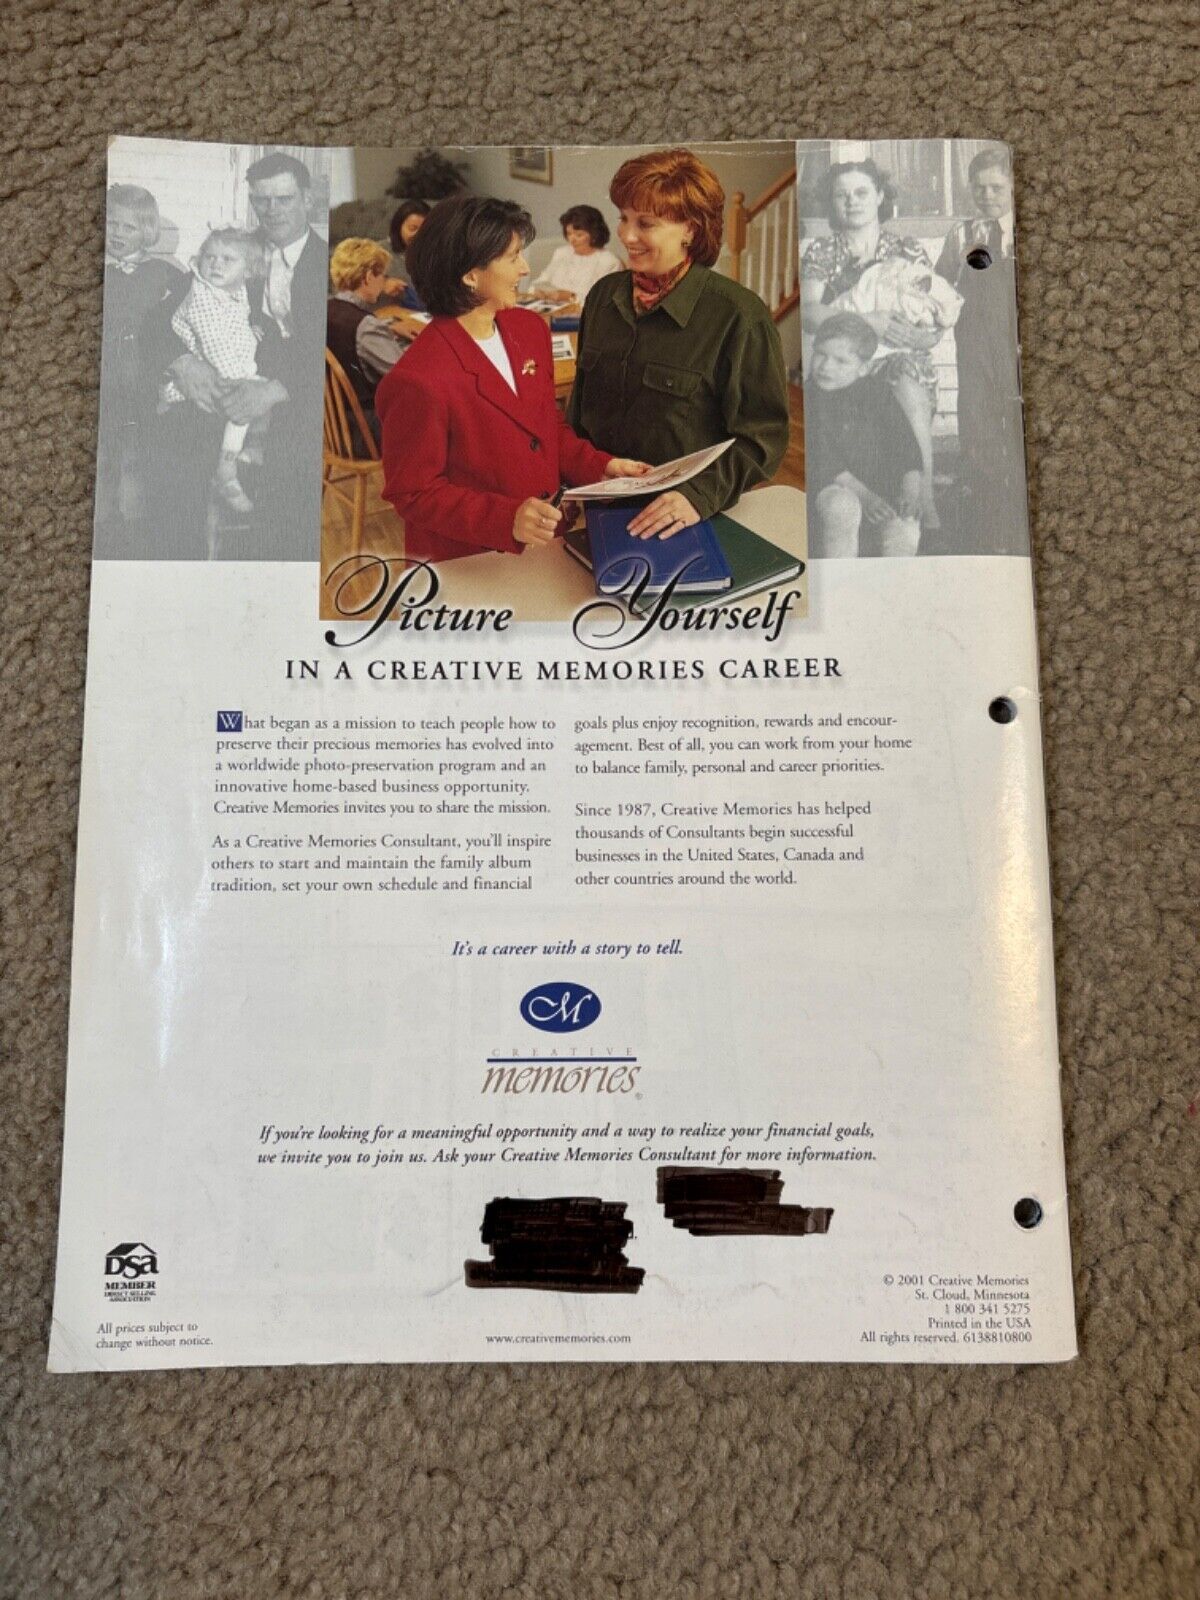 Picture Yourself
IN A CREATIVE MEMORIES CAREER
What began as a mission to teach people how to
preserve their precious memories has evolved into
a worldwide photo-preservation program and an
innovative home-based business opportunity.
Creative Memories invites you to share the mission.
As a Creative Memories Consultant, you'll inspire
others to start and maintain the family album
tradition, set your own schedule and financial
goals plus enjoy recognition, rewards and encour-
agement. Best of all, you can work from your home
to balance family, personal and career priorities.
Since 1987, Creative Memories has helped
thousands of Consultants begin successful
businesses in the United States, Canada and
other countries around the world.
It's a career with a story to tell.
CM
CREATIVE
memories®
If you're looking for a meaningful opportunity and a way to realize your financial goals,
we invite you to join us. Ask your Creative Memories Consultant for more information.
DSA
MEMBER
DIRECT SELLING
ASSOCIATION
All prices subject to
change without notice.
www.creativememories.com
© 2001 Creative Memories
St. Cloud, Minnesota
1 800 341 5275
Printed in the USA
All rights reserved. 6138810800